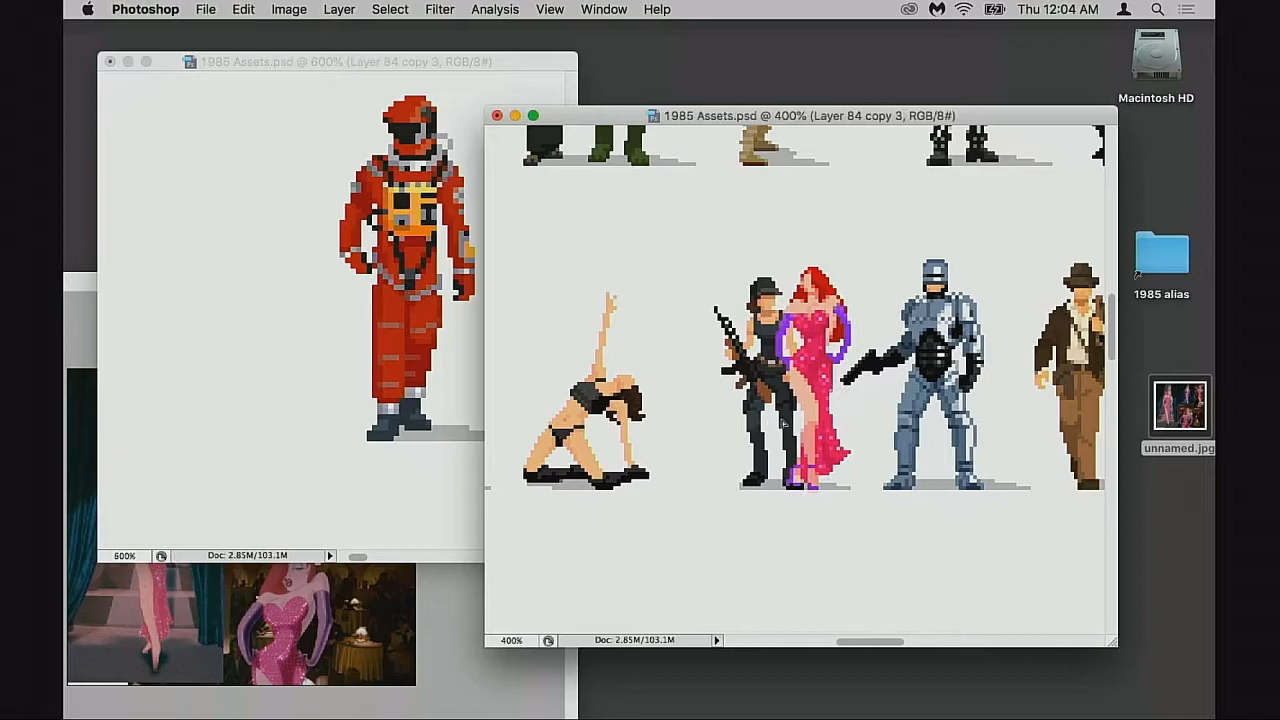 Photoshop File Edit Image Layer Select Filter Analysis View Window Help Thu 12:04 AM
1985 Assets.psd @ 600% (Layer 84 copy 3, RGB/8#)
Macintosh HD
1985 Assets.psd @ 400% (Layer 84 copy 3, RGB/8#)
1985 alias
unnamed.jpg
600% Doc: 2.85M/103.1M
400% Doc: 2.85M/103.1M